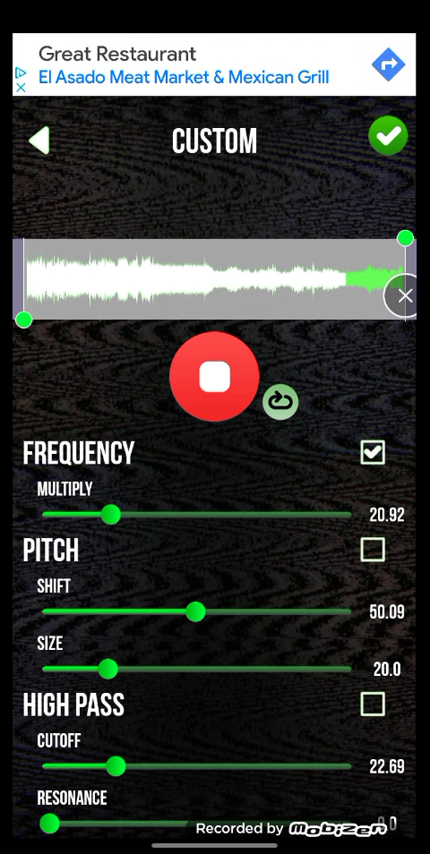 Great Restaurant
El Asado Meat Market & Mexican Grill
CUSTOM
FREQUENCY
MULTIPLY
20.92
PITCH
SHIFT
50.09
SIZE
20.0
HIGH PASS
CUTOFF
22.69
RESONANCE
Recorded by mobizen